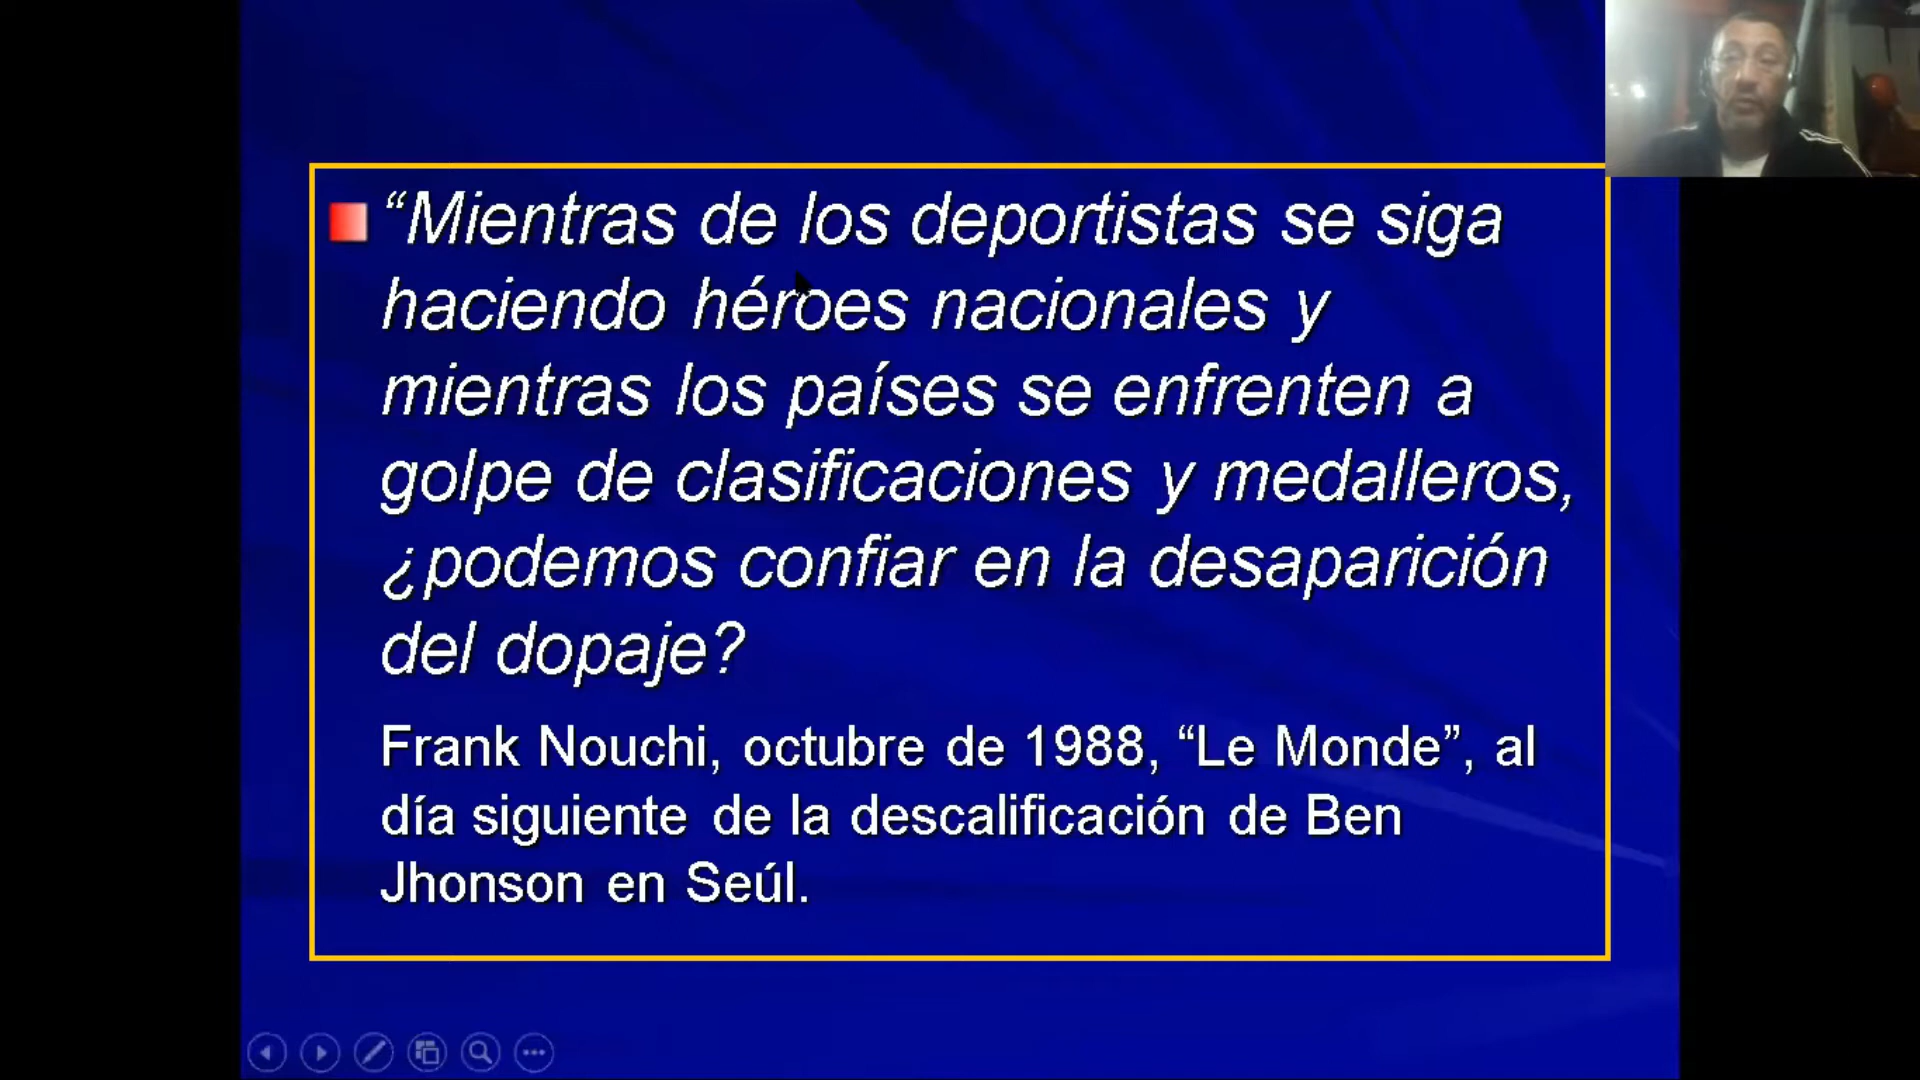 “Mientras de los deportistas se siga
haciendo héroes nacionales y
mientras los países se enfrenten a
golpe de clasificaciones y medalleros,
¿podemos confiar en la desaparición
del dopaje?
Frank Nouchi, octubre de 1988, “Le Monde”, al
día siguiente de la descalificación de Ben
Jhonson en Seúl.